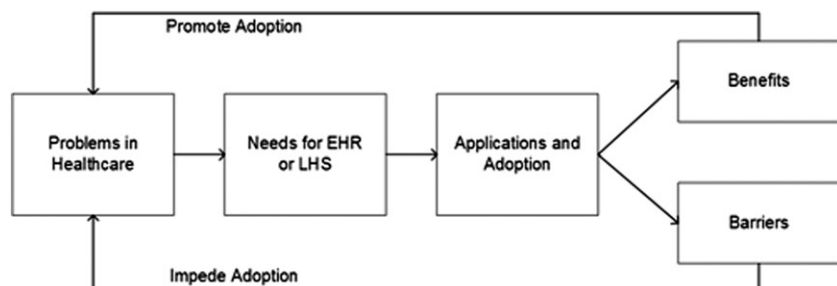 Promote Adoption
Benefits
Problems in
Healthcare
Needs for EHR
or LHS
Applications and
Adoption
Barriers
Impede Adoption